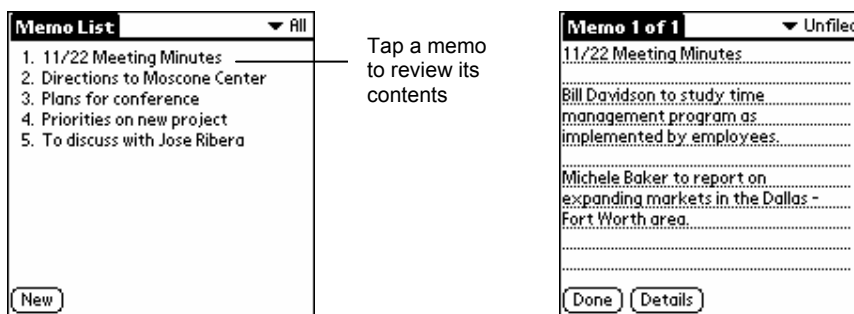 Memo List
All
1. 11/22 Meeting Minutes
2. Directions to Moscone Center
3. Plans for conference
4. Priorities on new project
5. To discuss with Jose Ribera
New
Tap a memo
to review its
contents
Memo 1 of 1
Unfiled
11/22 Meeting Minutes
Bill Davidson to study time
management program as
implemented by employees.
Michele Baker to report on
expanding markets in the Dallas -
Fort Worth area.
Done Details